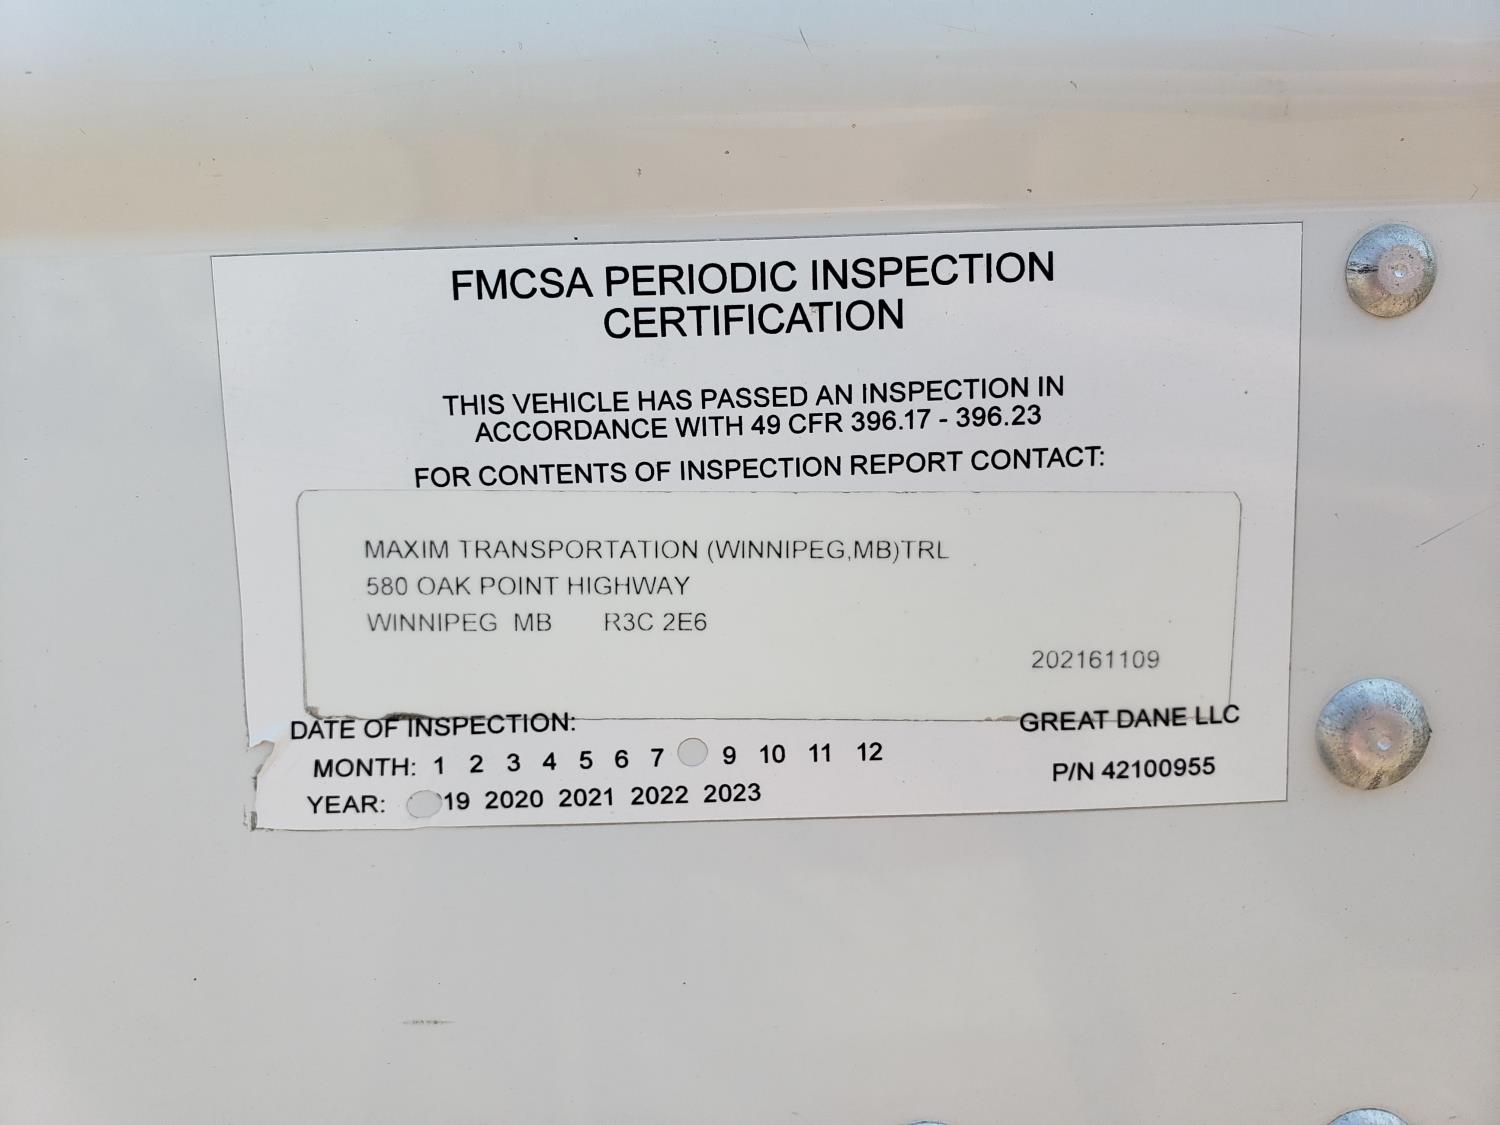 FMCSA PERIODIC INSPECTION
CERTIFICATION
THIS VEHICLE HAS PASSED AN INSPECTION IN
ACCORDANCE WITH 49 CFR 396.17 - 396.23
FOR CONTENTS OF INSPECTION REPORT CONTACT:
MAXIM TRANSPORTATION (WINNIPEG,MB)TRL
580 OAK POINT HIGHWAY
WINNIPEG MB R3C 2E6
202161109
DATE OF INSPECTION:
MONTH: 1 2 3 4 5 6 7 9 10 11 12
YEAR: 19 2020 2021 2022 2023
GREAT DANE LLC
P/N 42100955